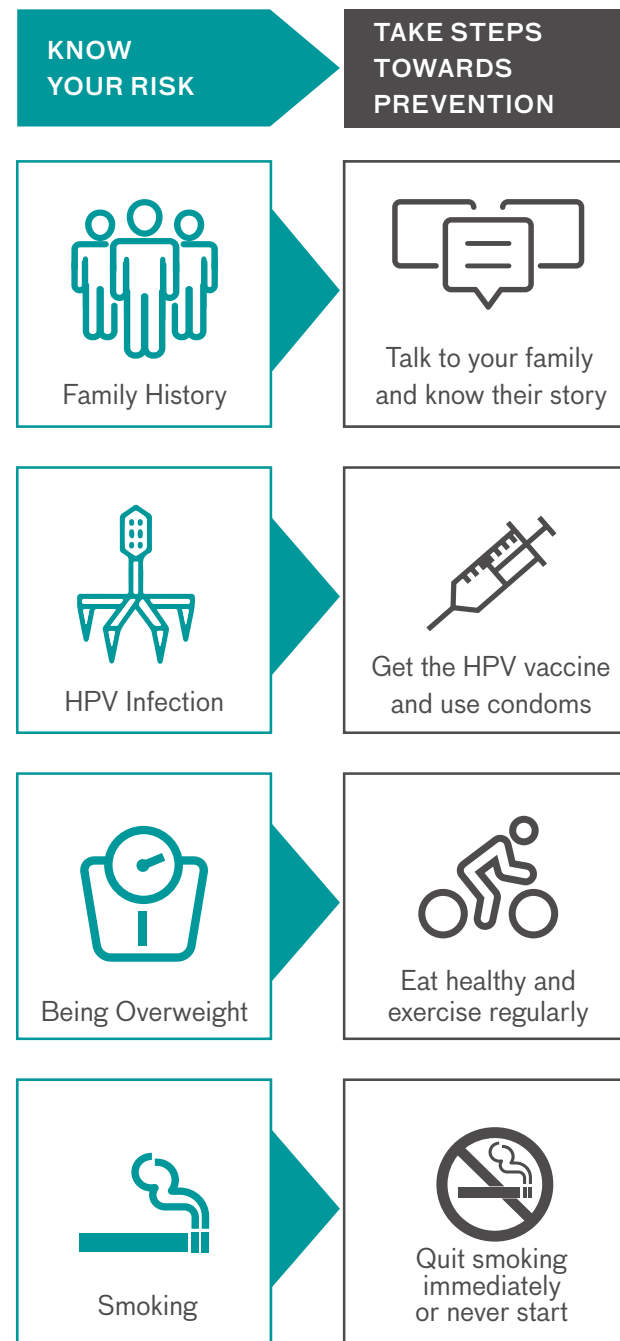 KNOW
YOUR RISK
TAKE STEPS
TOWARDS
PREVENTION
Family History
Talk to your family
and know their story
HPV Infection
Get the HPV vaccine
and use condoms
Being Overweight
Eat healthy and
exercise regularly
Smoking
Quit smoking
immediately
or never start